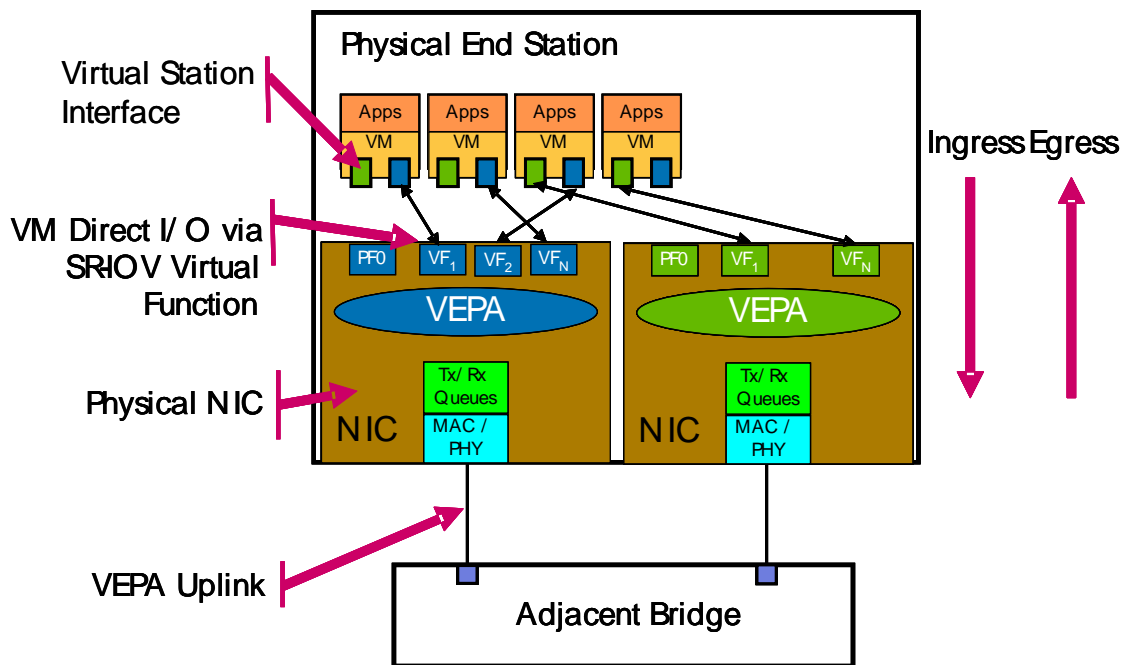 Physical End Station
Virtual Station
Interface
Apps
Apps
Apps
Apps
VM
VM
VM
VM
Ingress Egress
VM Direct I/O via
SR-IOV Virtual
Function
PF0
VF1
VF2
VFN
PF0
VF1
VFN
VEPA
VEPA
Physical NIC
Tx/Rx
Queues
Tx/Rx
Queues
NIC
MAC /
PHY
NIC
MAC /
PHY
VEPA Uplink
Adjacent Bridge